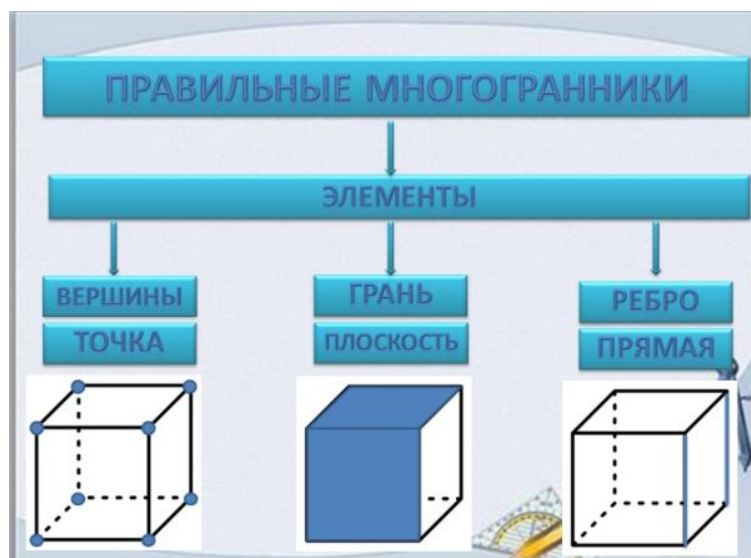 ПРАВИЛЬНЫЕ МНОГОГРАННИКИ
ЭЛЕМЕНТЫ
ВЕРШИНЫ
ТОЧКА
ГРАНЬ
ПЛОСКОСТЬ
РЕБРО
ПРЯМАЯ